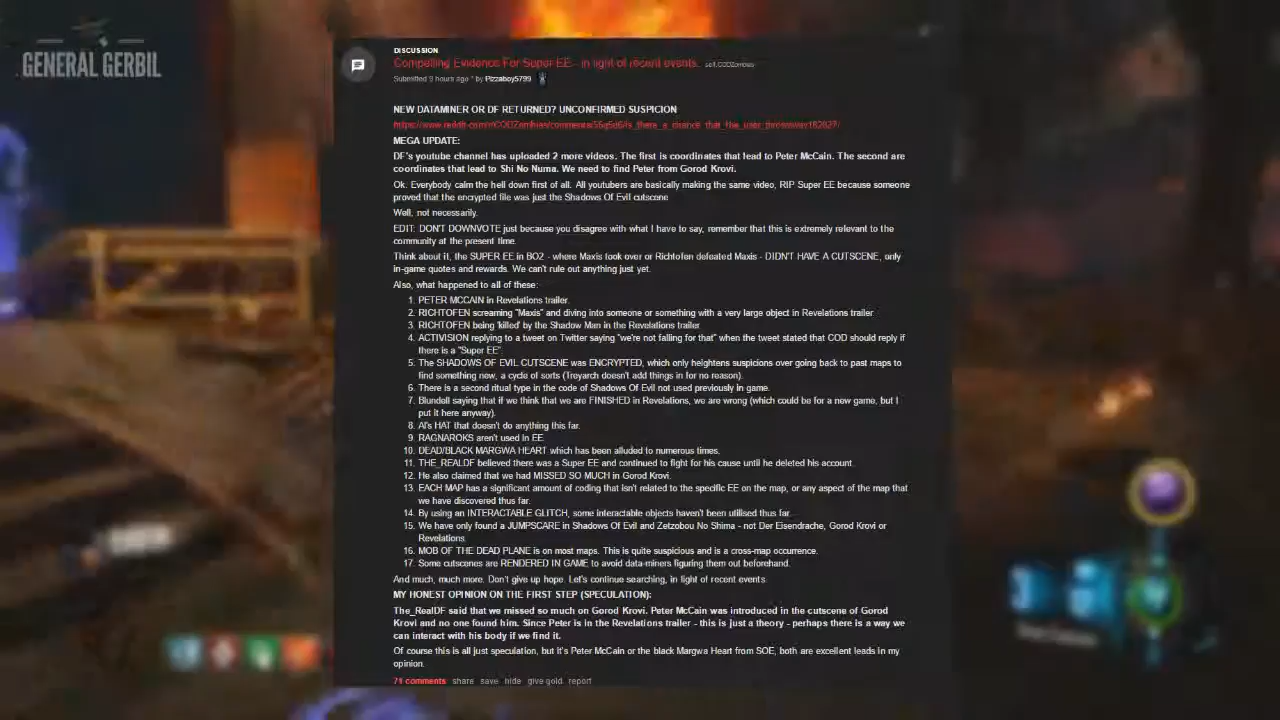 GENERAL GERBIL
DISCUSSION
Compelling Evidence For Super EE - in light of recent events. self.CODZombies
Submitted 9 hours ago * by Pizzaboy5799
NEW DATAMINER OR DF RETURNED? UNCONFIRMED SUSPICION
MEGA UPDATE:
DF's youtube channel has uploaded 2 more videos. The first is coordinates that lead to Peter McCain. The second are
coordinates that lead to Shi No Numa. We need to find Peter from Gorod Krovi.
Ok. Everybody calm the hell down first of all. All youtubers are basically making the same video, RIP Super EE because someone
proved that the encrypted file was just the Shadows Of Evil cutscene
Well, not necessarily.
EDIT: DON'T DOWNVOTE just because you disagree with what I have to say, remember that this is extremely relevant to the
community at the present time.
Think about it, the SUPER EE in BO2 - where Maxis took over or Richtofen defeated Maxis - DIDN'T HAVE A CUTSCENE, only
in-game quotes and rewards. We can't rule out anything just yet.
Also, what happened to all of these:
1. PETER MCCAIN in Revelations trailer.
2. RICHTOFEN screaming "Maxis" and diving into someone or something with a very large object in Revelations trailer
3. RICHTOFEN being 'killed' by the Shadow Man in the Revelations trailer
4. ACTIVISION replying to a tweet on Twitter saying "we're not falling for that" when the tweet stated that COD should reply if
there is a "Super EE".
5. The SHADOWS OF EVIL CUTSCENE was ENCRYPTED, which only heightens suspicions over going back to past maps to
find something new, a cycle of sorts (Treyarch doesn't add things in for no reason).
6. There is a second ritual type in the code of Shadows Of Evil not used previously in game.
7. Blundell saying that if we think that we are FINISHED in Revelations, we are wrong (which could be for a new game, but I
put it here anyway).
8. Al's HAT that doesn't do anything this far.
9. RAGNAROKS aren't used in EE.
10. DEAD/BLACK MARGWA HEART which has been alluded to numerous times.
11. THE_REALDF believed there was a Super EE and continued to fight for his cause until he deleted his account.
12. He also claimed that we had MISSED SO MUCH in Gorod Krovi.
13. EACH MAP has a significant amount of coding that isn't related to the specific EE on the map, or any aspect of the map that
we have discovered thus far.
14. By using an INTERACTABLE GLITCH, some interactable objects haven't been utilised thus far.
15. We have only found a JUMPSCARE in Shadows Of Evil and Zetzobou No Shima - not Der Eisendrache, Gorod Krovi or
Revelations.
16. MOB OF THE DEAD PLANE is on most maps. This is quite suspicious and is a cross-map occurrence.
17. Some cutscenes are RENDERED IN GAME to avoid data-miners figuring them out beforehand.
And much, much more. Don't give up hope. Let's continue searching, in light of recent events.
MY HONEST OPINION ON THE FIRST STEP (SPECULATION):
The_RealDF said that we missed so much on Gorod Krovi. Peter McCain was introduced in the cutscene of Gorod
Krovi and no one found him. Since Peter is in the Revelations trailer - this is just a theory - perhaps there is a way we
can interact with his body if we find it.
Of course this is all just speculation, but it's Peter McCain or the black Margwa Heart from SOE, both are excellent leads in my
opinion.
71 comments share save hide give gold report